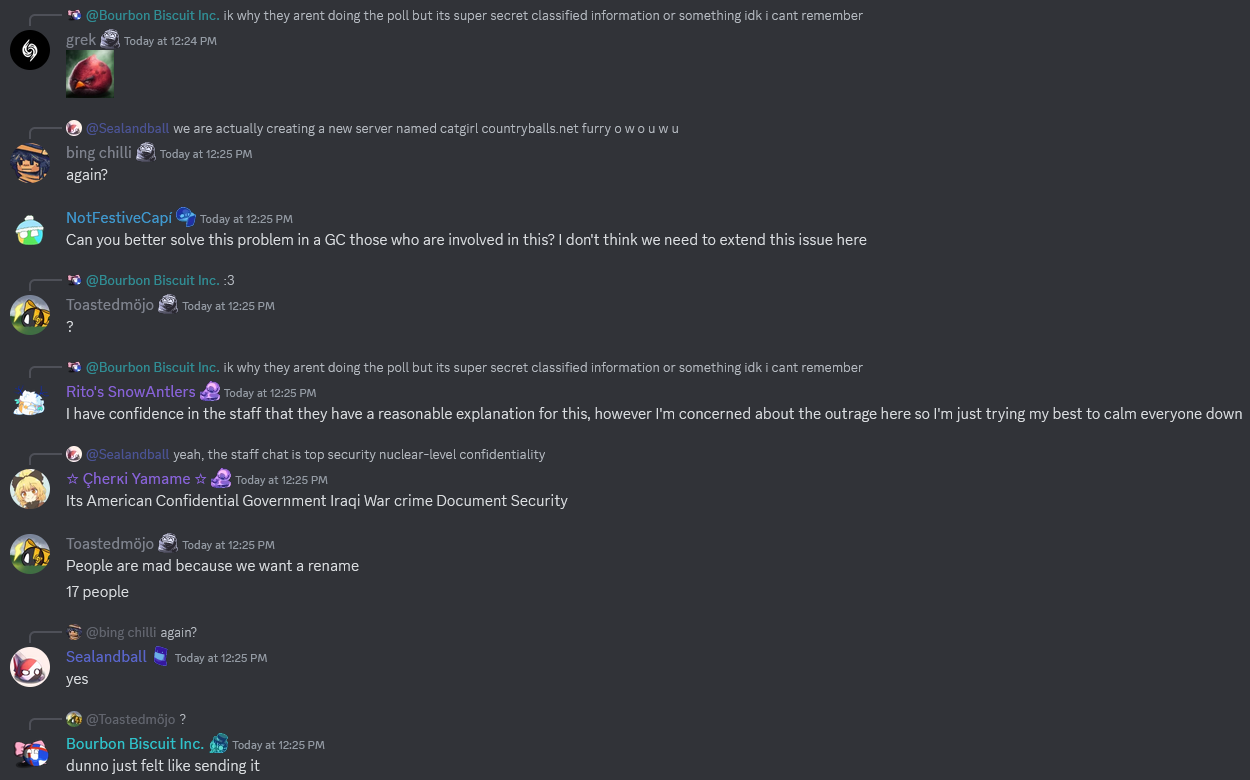 @Bourbon Biscuit Inc. ik why they arent doing the poll but its super secret classified information or something idk i cant remember
grek Today at 12:24 PM
@Sealandball we are actually creating a new server named catgirl countryballs.net furry o w o u w u
bing chilli Today at 12:25 PM
again?
NotFestiveCapí Today at 12:25 PM
Can you better solve this problem in a GC those who are involved in this? I don't think we need to extend this issue here
@Bourbon Biscuit Inc. :3
Toastedmöjo Today at 12:25 PM
?
@Bourbon Biscuit Inc. ik why they arent doing the poll but its super secret classified information or something idk i cant remember
Rito's SnowAntlers Today at 12:25 PM
I have confidence in the staff that they have a reasonable explanation for this, however I'm concerned about the outrage here so I'm just trying my best to calm everyone down
@Sealandball yeah, the staff chat is top security nuclear-level confidentiality
☆ Çherкi Yamame ☆ Today at 12:25 PM
Its American Confidential Government Iraqi War crime Document Security
Toastedmöjo Today at 12:25 PM
People are mad because we want a rename
17 people
@bing chilli again?
Sealandball Today at 12:25 PM
yes
@Toastedmöjo ?
Bourbon Biscuit Inc. Today at 12:25 PM
dunno just felt like sending it